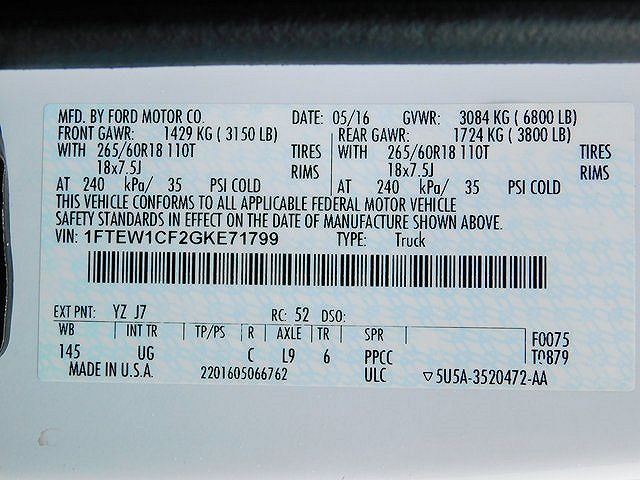 MFD. BY FORD MOTOR CO. DATE: 05/16 GVWR: 3084 KG ( 6800 LB)
FRONT GAWR: 1429 KG ( 3150 LB) REAR GAWR: 1724 KG ( 3800 LB)
WITH 265/60R18 110T TIRES WITH 265/60R18 110T TIRES
18x7.5J RIMS 18x7.5J RIMS
AT 240 kPa/ 35 PSI COLD AT 240 kPa/ 35 PSI COLD
THIS VEHICLE CONFORMS TO ALL APPLICABLE FEDERAL MOTOR VEHICLE
SAFETY STANDARDS IN EFFECT ON THE DATE OF MANUFACTURE SHOWN ABOVE.
VIN: 1FTEW1CF2GKE71799 TYPE: Truck
EXT PNT: YZ J7 RC: 52 DSO:
WB INT TR TP/PS R AXLE TR SPR F0075
145 UG C L9 6 PPCC T0879
MADE IN U.S.A. 2201605066762 ULC ▽5U5A-3520472-AA